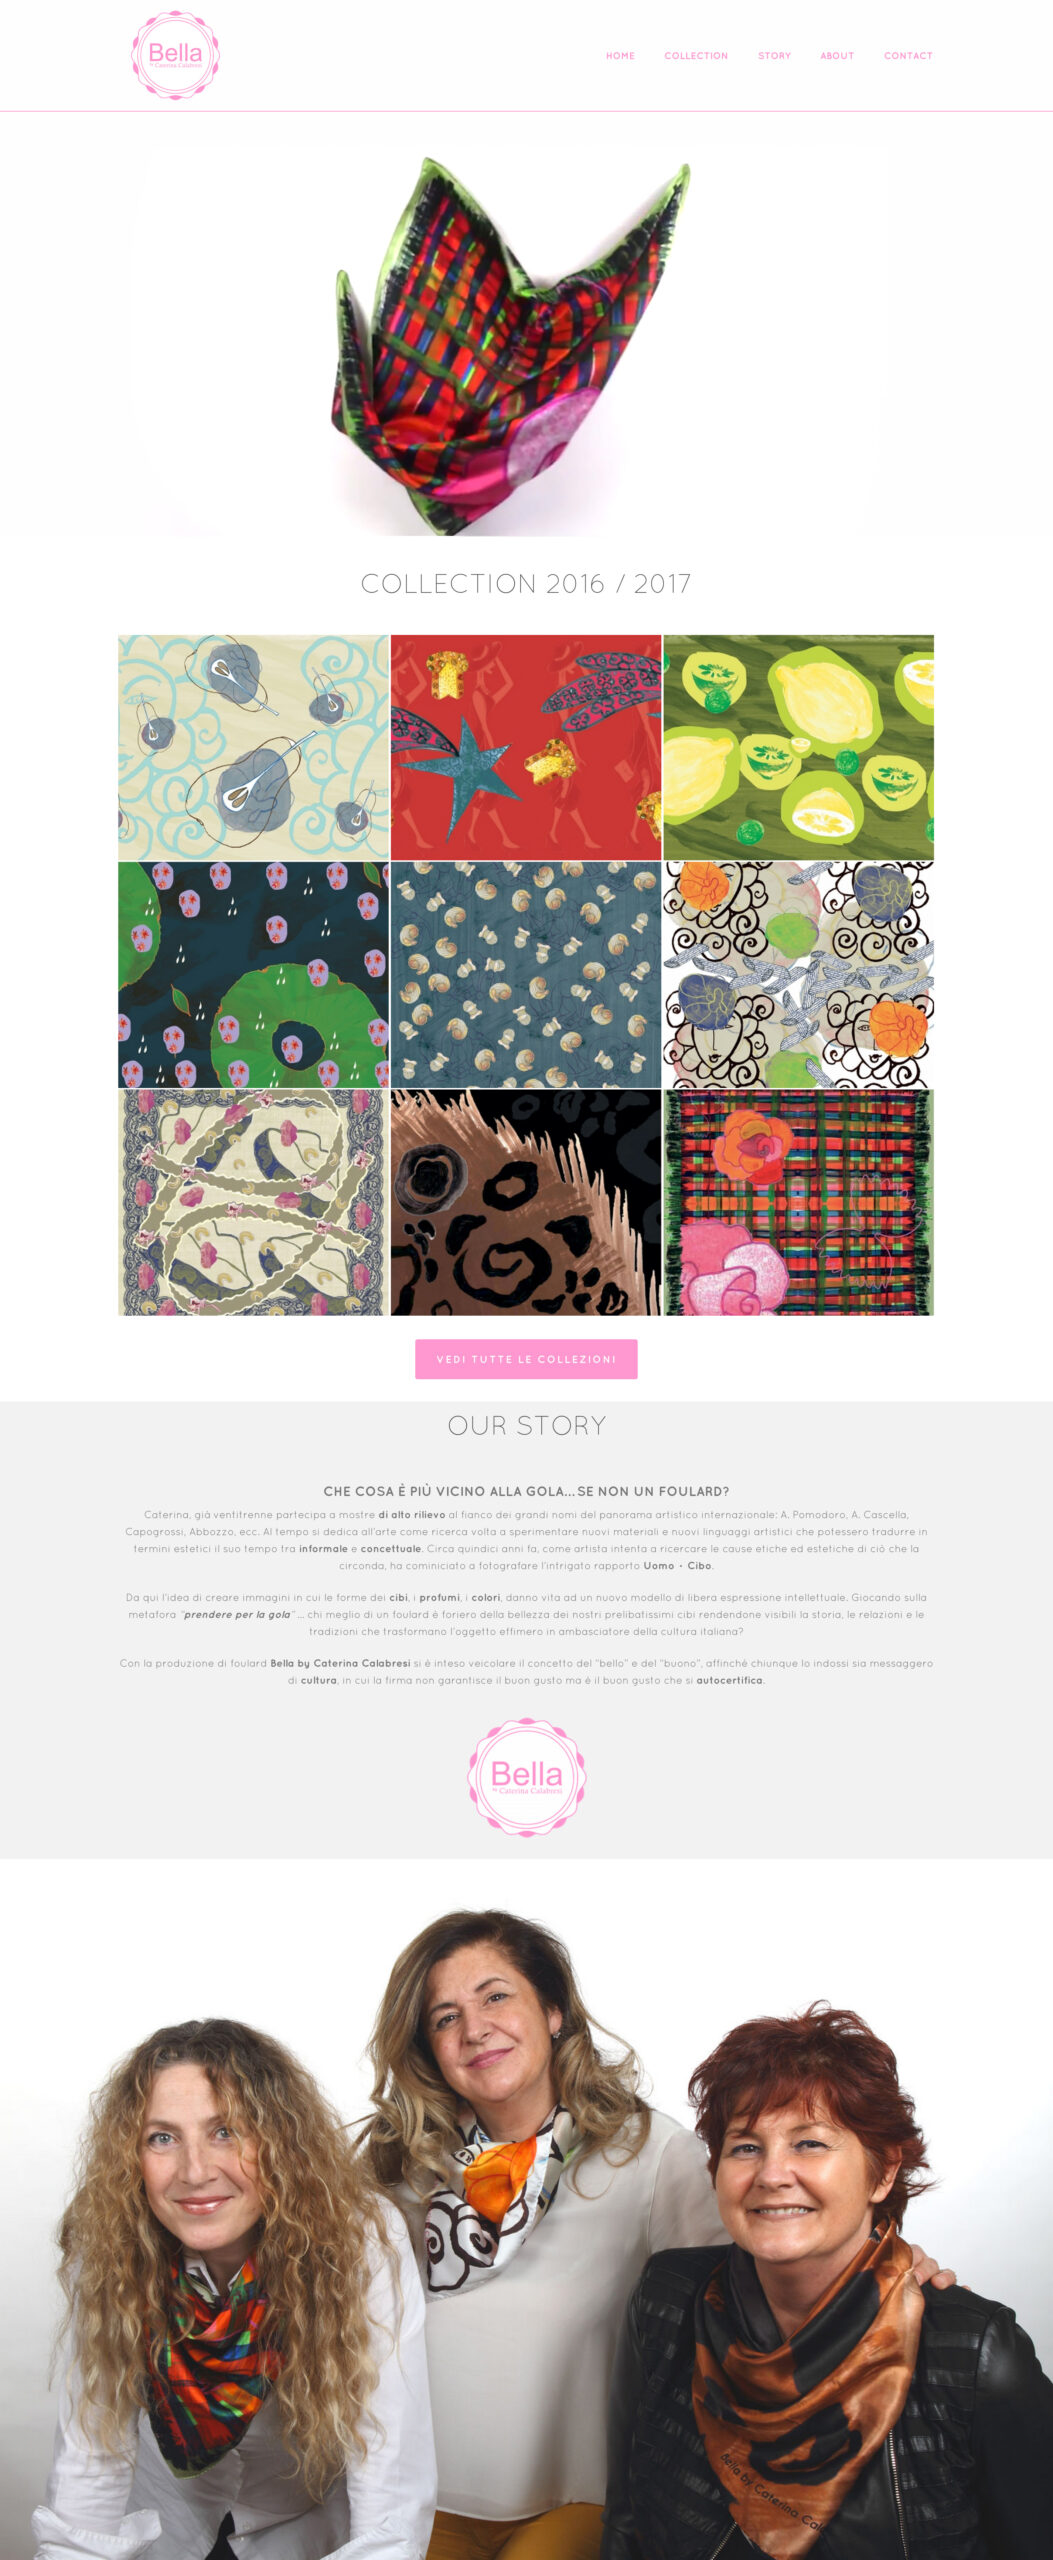 Bella
by Caterina Calabresi
HOME COLLECTION STORY ABOUT CONTACT
COLLECTION 2016 / 2017
VEDI TUTTE LE COLLEZIONI
OUR STORY
CHE COSA È PIÙ VICINO ALLA GOLA...SE NON UN FOULARD?
Caterina, già ventitrenne partecipa a mostre di alto rilievo al fianco dei grandi nomi del panorama artistico internazionale: A. Pomodoro, A. Cascella,
Capogrossi, Abbozzo, ecc. Al tempo si dedica all'arte come ricerca volta a sperimentare nuovi materiali e nuovi linguaggi artistici che potessero tradurre in
termini estetici il suo tempo tra informale e concettuale. Circa quindici anni fa, come artista intenta a ricercare le cause etiche ed estetiche di ciò che la
circonda, ha cominiciato a fotografare l'intrigato rapporto Uomo - Cibo.
Da qui l'idea di creare immagini in cui le forme dei cibi, i profumi, i colori, danno vita ad un nuovo modello di libera espressione intellettuale. Giocando sulla
metafora "prendere per la gola"... chi meglio di un foulard è foriero della bellezza dei nostri prelibatissimi cibi rendendone visibili la storia, le relazioni e le
tradizioni che trasformano l'oggetto effimero in ambasciatore della cultura italiana?
Con la produzione di foulard Bella by Caterina Calabresi si è inteso veicolare il concetto del "bello" e del "buono", affinché chiunque lo indossi sia messaggero
di cultura, in cui la firma non garantisce il buon gusto ma è il buon gusto che si autocertifica.
Bella
by Caterina Calabresi
Bella by Caterina Cal